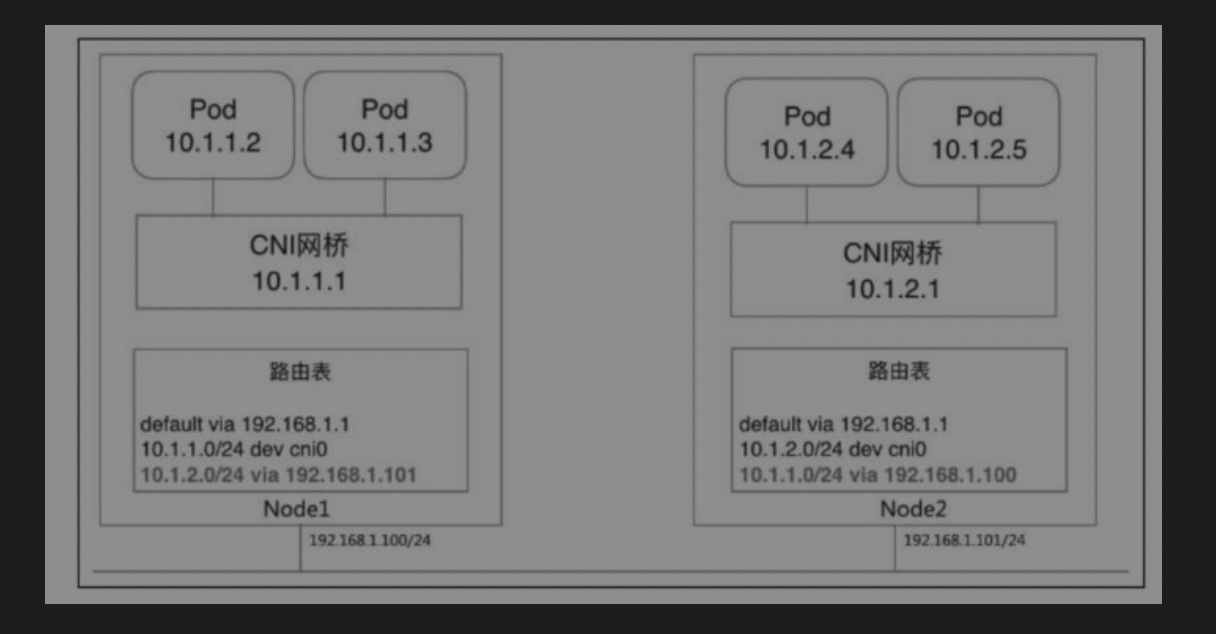 Pod
10.1.1.2
Pod
10.1.1.3
CNI网桥
10.1.1.1
路由表
default via 192.168.1.1
10.1.1.0/24 dev cni0
10.1.2.0/24 via 192.168.1.101
Node1
192.168.1.100/24
Pod
10.1.2.4
Pod
10.1.2.5
CNI网桥
10.1.2.1
路由表
default via 192.168.1.1
10.1.2.0/24 dev cni0
10.1.1.0/24 via 192.168.1.100
Node2
192.168.1.101/24